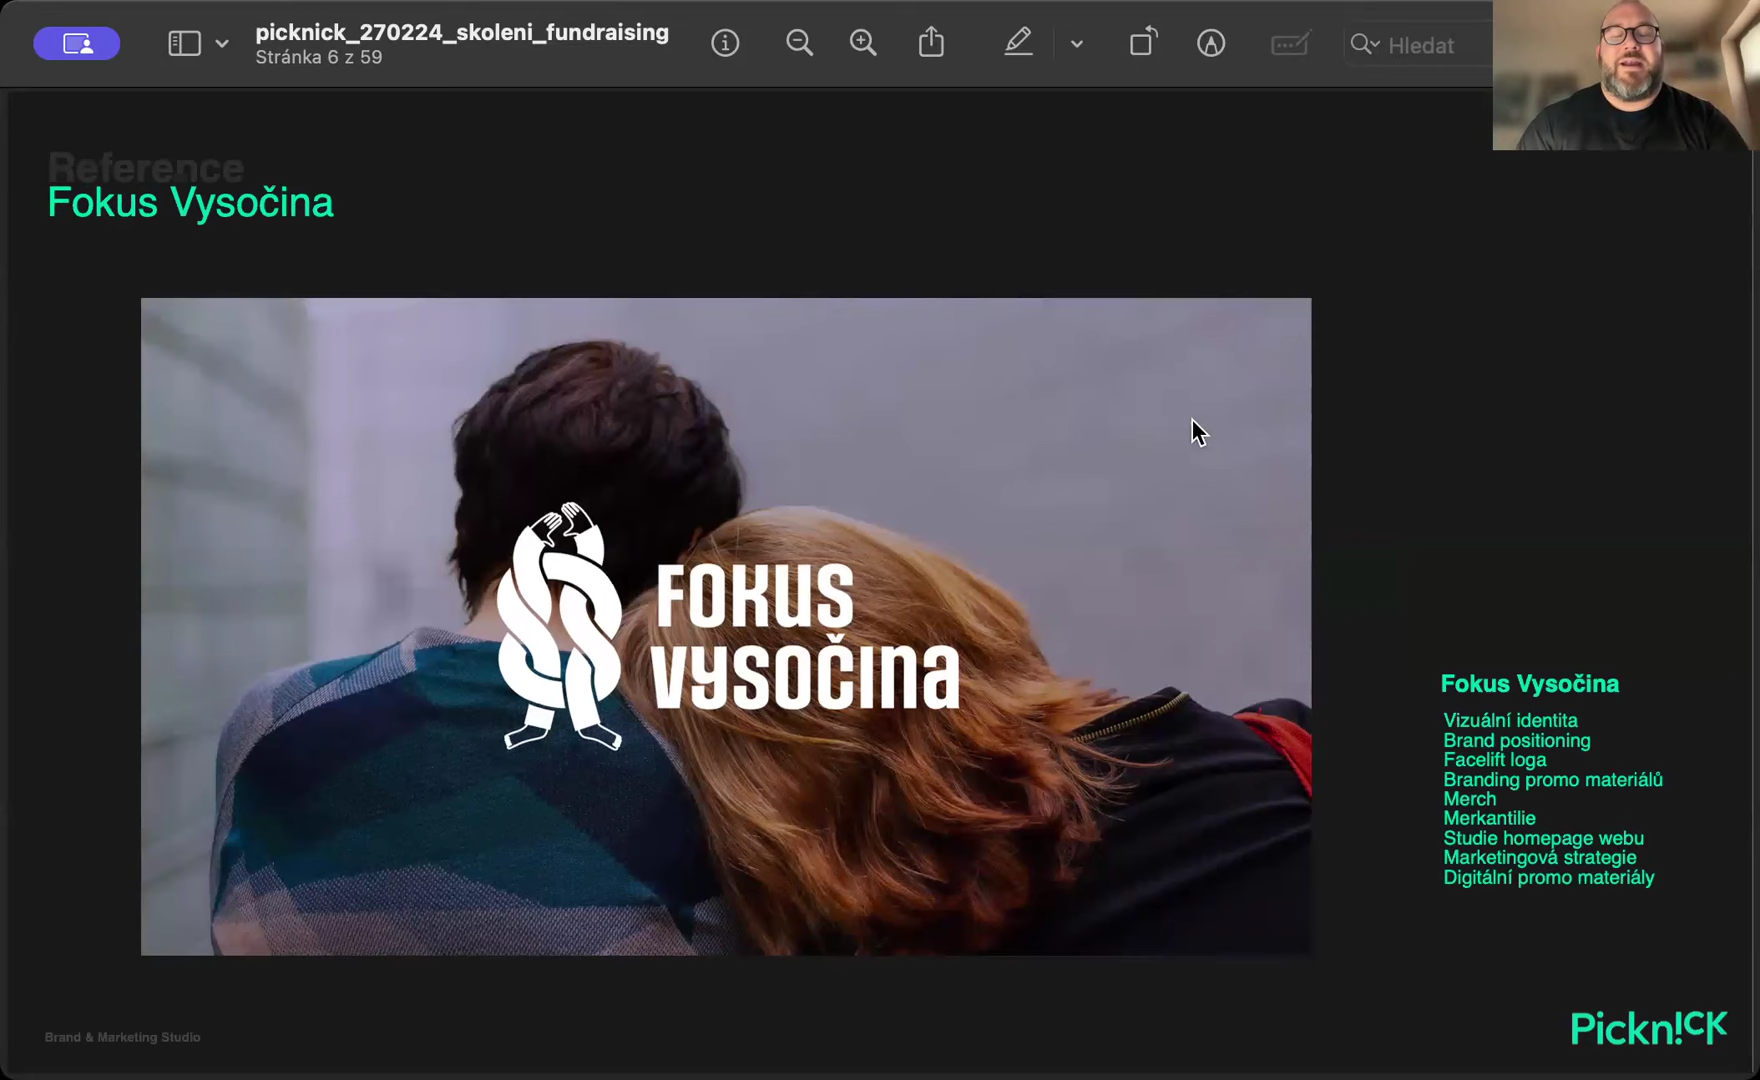 picknick_270224_skoleni_fundraising
Stránka 6 z 59
Hledat
Reference
Fokus Vysočina
FOKUS
VYSOČINA
Fokus Vysočina
Vizuální identita
Brand positioning
Facelift loga
Branding promo materiálů
Merch
Merkantilie
Studie homepage webu
Marketingová strategie
Digitální promo materiály
Brand & Marketing Studio
Pickn!CK